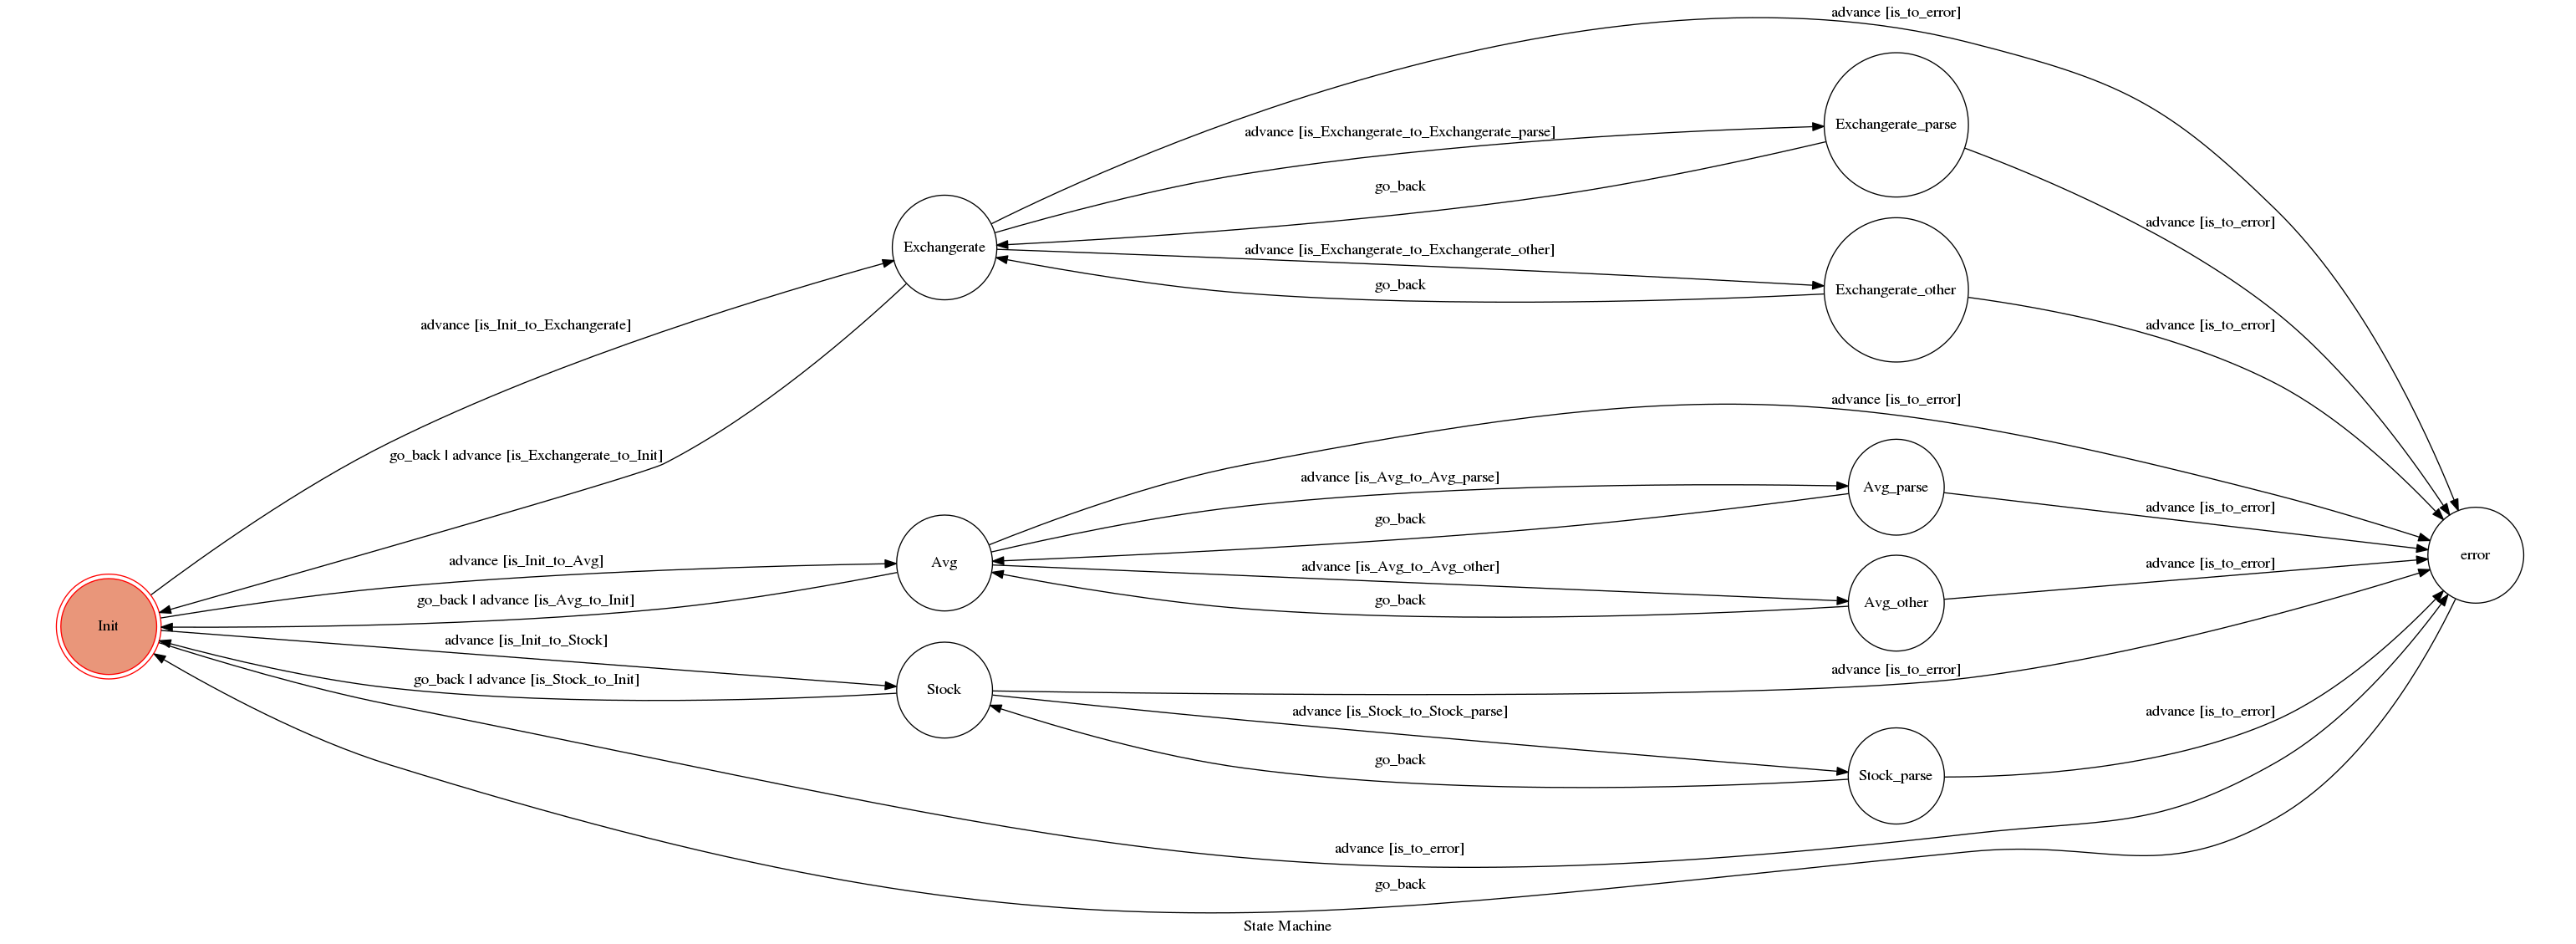 advance [is_to_error]
Exchangerate_parse
advance [is_Exchangerate_to_Exchangerate_parse]
go_back
advance [is_to_error]
Exchangerate
advance [is_Exchangerate_to_Exchangerate_other]
go_back
Exchangerate_other
advance [is_to_error]
advance [is_Init_to_Exchangerate]
advance [is_to_error]
go_back | advance [is_Exchangerate_to_Init]
advance [is_Avg_to_Avg_parse]
Avg_parse
advance [is_to_error]
go_back
error
advance [is_Init_to_Avg]
Avg
advance [is_Avg_to_Avg_other]
advance [is_to_error]
go_back | advance [is_Avg_to_Init]
go_back
Avg_other
Init
advance [is_Init_to_Stock]
advance [is_to_error]
go_back | advance [is_Stock_to_Init]
Stock
advance [is_Stock_to_Stock_parse]
advance [is_to_error]
go_back
Stock_parse
advance [is_to_error]
go_back
State Machine